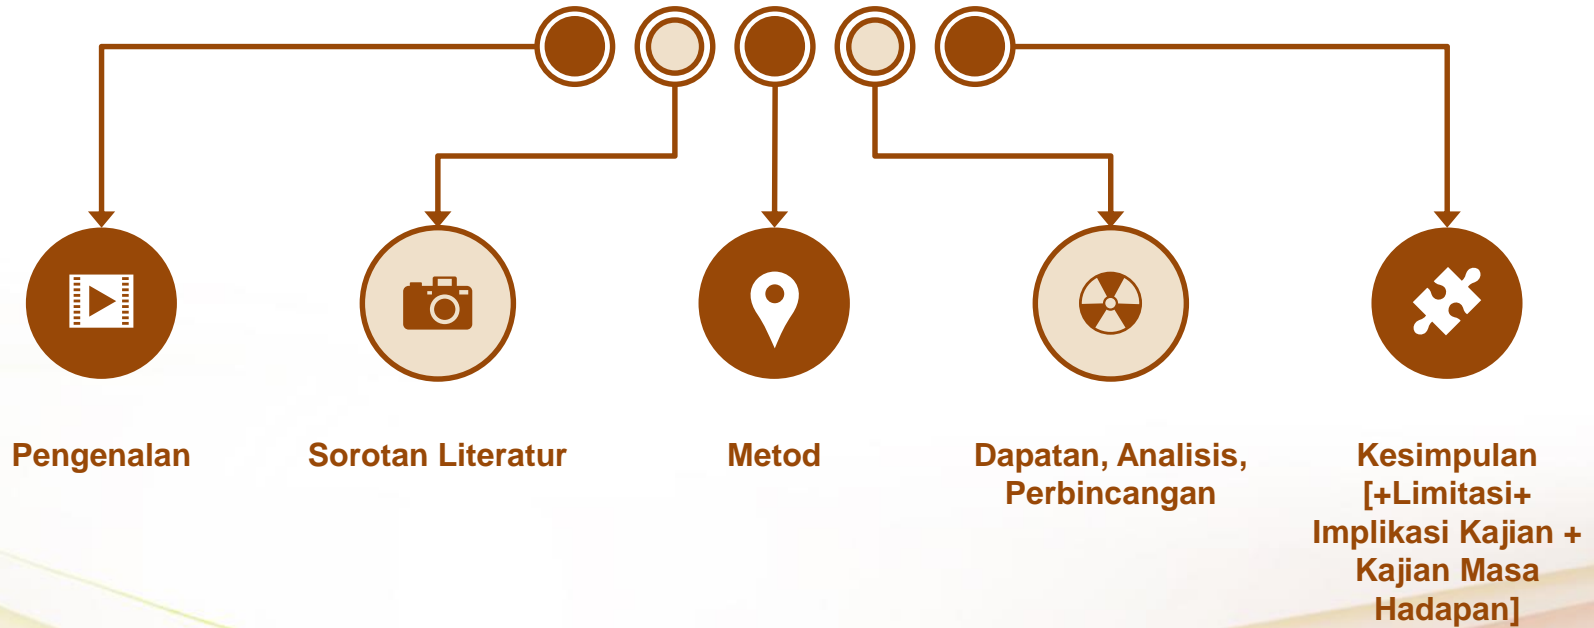 Pengenalan
Sorotan Literatur
Metod
Dapatan, Analisis,
Perbincangan
Kesimpulan
[+Limitasi+
Implikasi Kajian +
Kajian Masa
Hadapan]